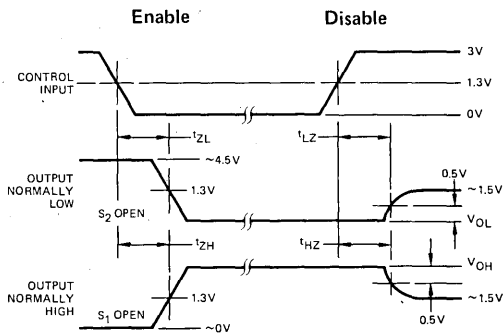 Enable Disable
3V
CONTROL
INPUT
1.3V
0V
tZL tLZ
~4.5V
0.5V
OUTPUT
NORMALLY
LOW
1.3V
~1.5V
S2 OPEN
VOL
tZH tHZ
VOH
OUTPUT
NORMALLY
HIGH
S1 OPEN
1.3V
~1.5V
~0V
0.5V